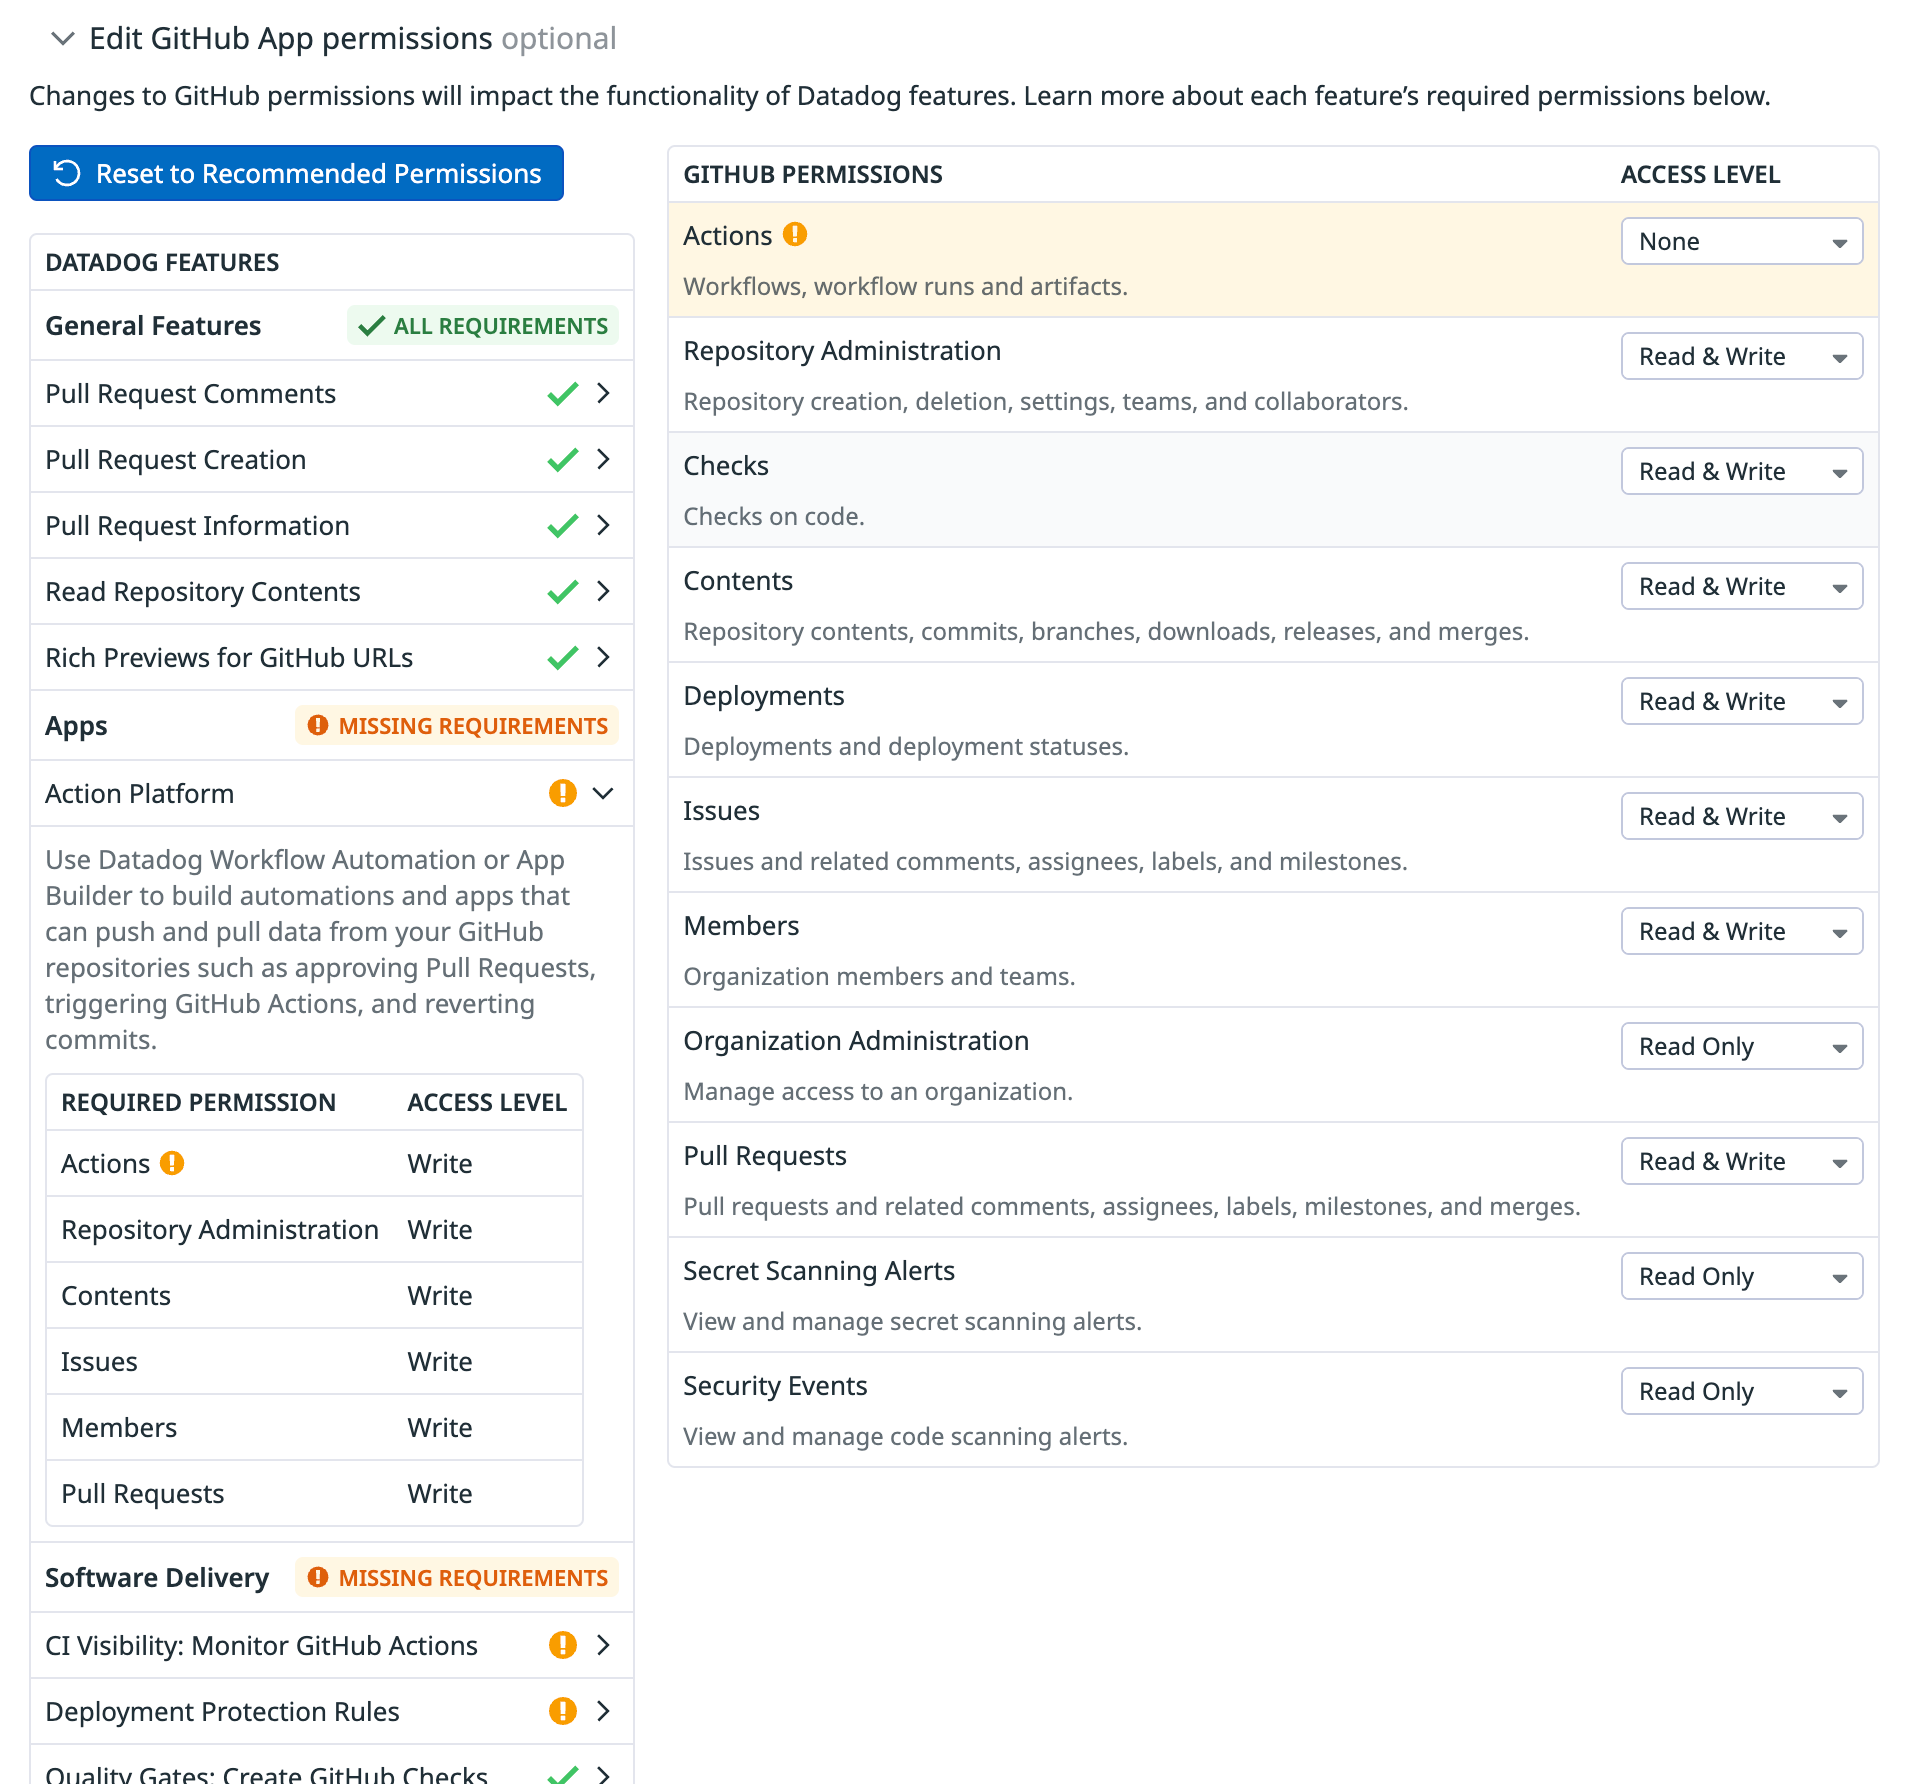 Edit GitHub App permissions optional
Changes to GitHub permissions will impact the functionality of Datadog features. Learn more about each feature’s required permissions below.
Reset to Recommended Permissions
DATADOG FEATURES
General Features ALL REQUIREMENTS
Pull Request Comments
Pull Request Creation
Pull Request Information
Read Repository Contents
Rich Previews for GitHub URLs
Apps MISSING REQUIREMENTS
Action Platform
Use Datadog Workflow Automation or App
Builder to build automations and apps that
can push and pull data from your GitHub
repositories such as approving Pull Requests,
triggering GitHub Actions, and reverting
commits.
REQUIRED PERMISSION ACCESS LEVEL
Actions Write
Repository Administration Write
Contents Write
Issues Write
Members Write
Pull Requests Write
Software Delivery MISSING REQUIREMENTS
CI Visibility: Monitor GitHub Actions
Deployment Protection Rules
Quality Gates: Create GitHub Checks
GITHUB PERMISSIONS ACCESS LEVEL
Actions None
Workflows, workflow runs and artifacts.
Repository Administration Read & Write
Repository creation, deletion, settings, teams, and collaborators.
Checks Read & Write
Checks on code.
Contents Read & Write
Repository contents, commits, branches, downloads, releases, and merges.
Deployments Read & Write
Deployments and deployment statuses.
Issues Read & Write
Issues and related comments, assignees, labels, and milestones.
Members Read & Write
Organization members and teams.
Organization Administration Read Only
Manage access to an organization.
Pull Requests Read & Write
Pull requests and related comments, assignees, labels, milestones, and merges.
Secret Scanning Alerts Read Only
View and manage secret scanning alerts.
Security Events Read Only
View and manage code scanning alerts.